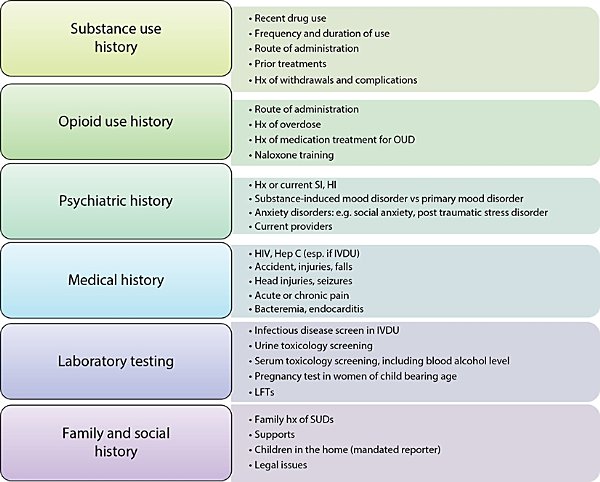 Substance use
history
• Recent drug use
• Frequency and duration of use
• Route of administration
• Prior treatments
• Hx of withdrawals and complications
Opioid use history
• Route of administration
• Hx of overdose
• Hx of medication treatment for OUD
• Naloxone training
Psychiatric history
• Hx or current SI, HI
• Substance-induced mood disorder vs primary mood disorder
• Anxiety disorders: e.g. social anxiety, post traumatic stress disorder
• Current providers
Medical history
• HIV, Hep C (esp. if IVDU)
• Accident, injuries, falls
• Head injuries, seizures
• Acute or chronic pain
• Bacteremia, endocarditis
Laboratory testing
• Infectious disease screen in IVDU
• Urine toxicology screening
• Serum toxicology screening, including blood alcohol level
• Pregnancy test in women of child bearing age
• LFTs
Family and social
history
• Family hx of SUDs
• Supports
• Children in the home (mandated reporter)
• Legal issues